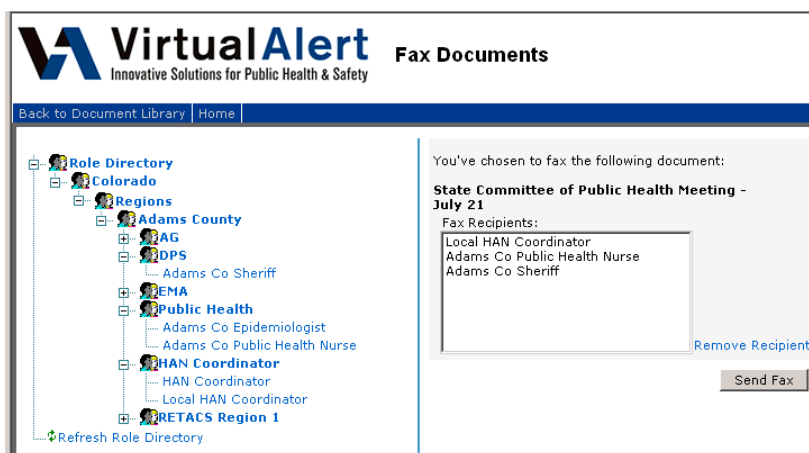 VirtualAlert
Innovative Solutions for Public Health & Safety
Fax Documents
Back to Document Library
Home
Role Directory
Colorado
Regions
Adams County
AG
DPS
Adams Co Sheriff
EMA
Public Health
Adams Co Epidemiologist
Adams Co Public Health Nurse
HAN Coordinator
HAN Coordinator
Local HAN Coordinator
RETACS Region 1
Refresh Role Directory
You've chosen to fax the following document:
State Committee of Public Health Meeting -
July 21
Fax Recipients:
Local HAN Coordinator
Adams Co Public Health Nurse
Adams Co Sheriff
Remove Recipient
Send Fax